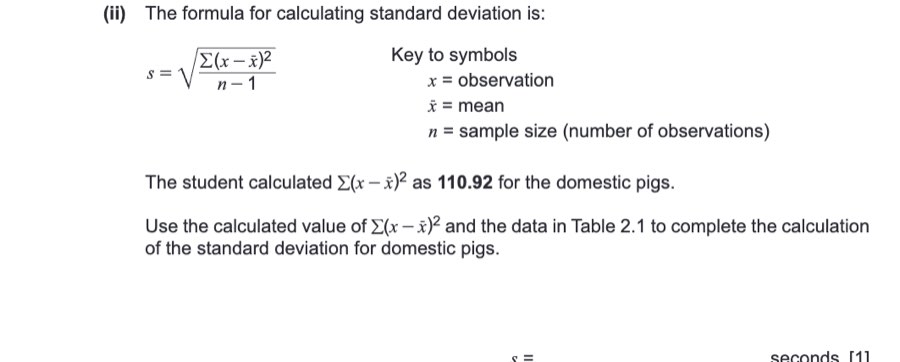 (ii) The formula for calculating standard deviation is:
s = √(Σ(x – x̄)² / (n – 1))
Key to symbols
x = observation
x̄ = mean
n = sample size (number of observations)
The student calculated Σ(x – x̄)² as 110.92 for the domestic pigs.
Use the calculated value of Σ(x – x̄)² and the data in Table 2.1 to complete the calculation
of the standard deviation for domestic pigs.
s = seconds [1]